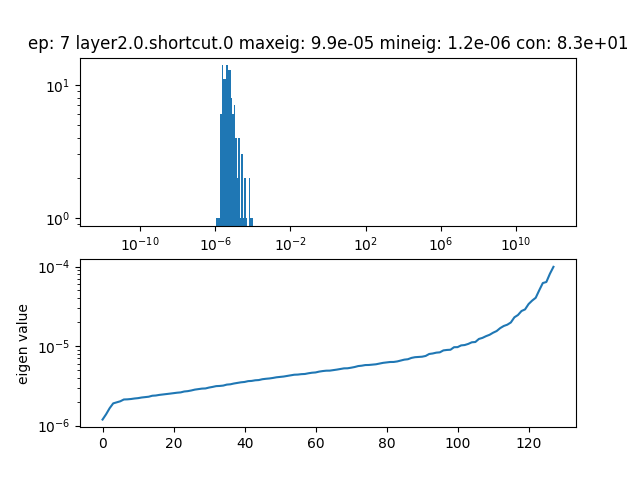 ep: 7 layer2.0.shortcut.0 maxeig: 9.9e-05 mineig: 1.2e-06 con: 8.3e+01
10¹
10⁰
10⁻¹⁰ 10⁻⁶ 10⁻² 10² 10⁶ 10¹⁰
10⁻⁴
10⁻⁵
10⁻⁶
eigen value
0 20 40 60 80 100 120